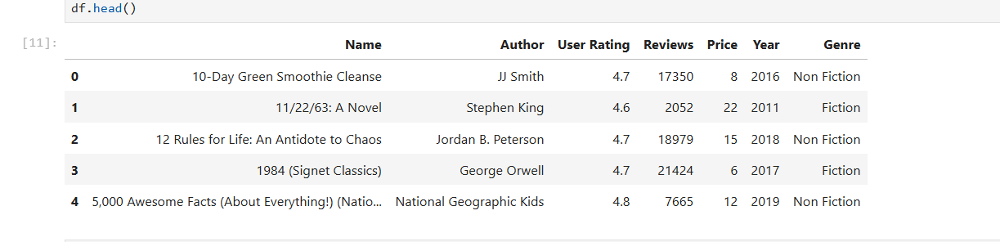 df.head()
[11]:
Name Author User Rating Reviews Price Year Genre
0 10-Day Green Smoothie Cleanse JJ Smith 4.7 17350 8 2016 Non Fiction
1 11/22/63: A Novel Stephen King 4.6 2052 22 2011 Fiction
2 12 Rules for Life: An Antidote to Chaos Jordan B. Peterson 4.7 18979 15 2018 Non Fiction
3 1984 (Signet Classics) George Orwell 4.7 21424 6 2017 Fiction
4 5,000 Awesome Facts (About Everything!) (Natio... National Geographic Kids 4.8 7665 12 2019 Non Fiction